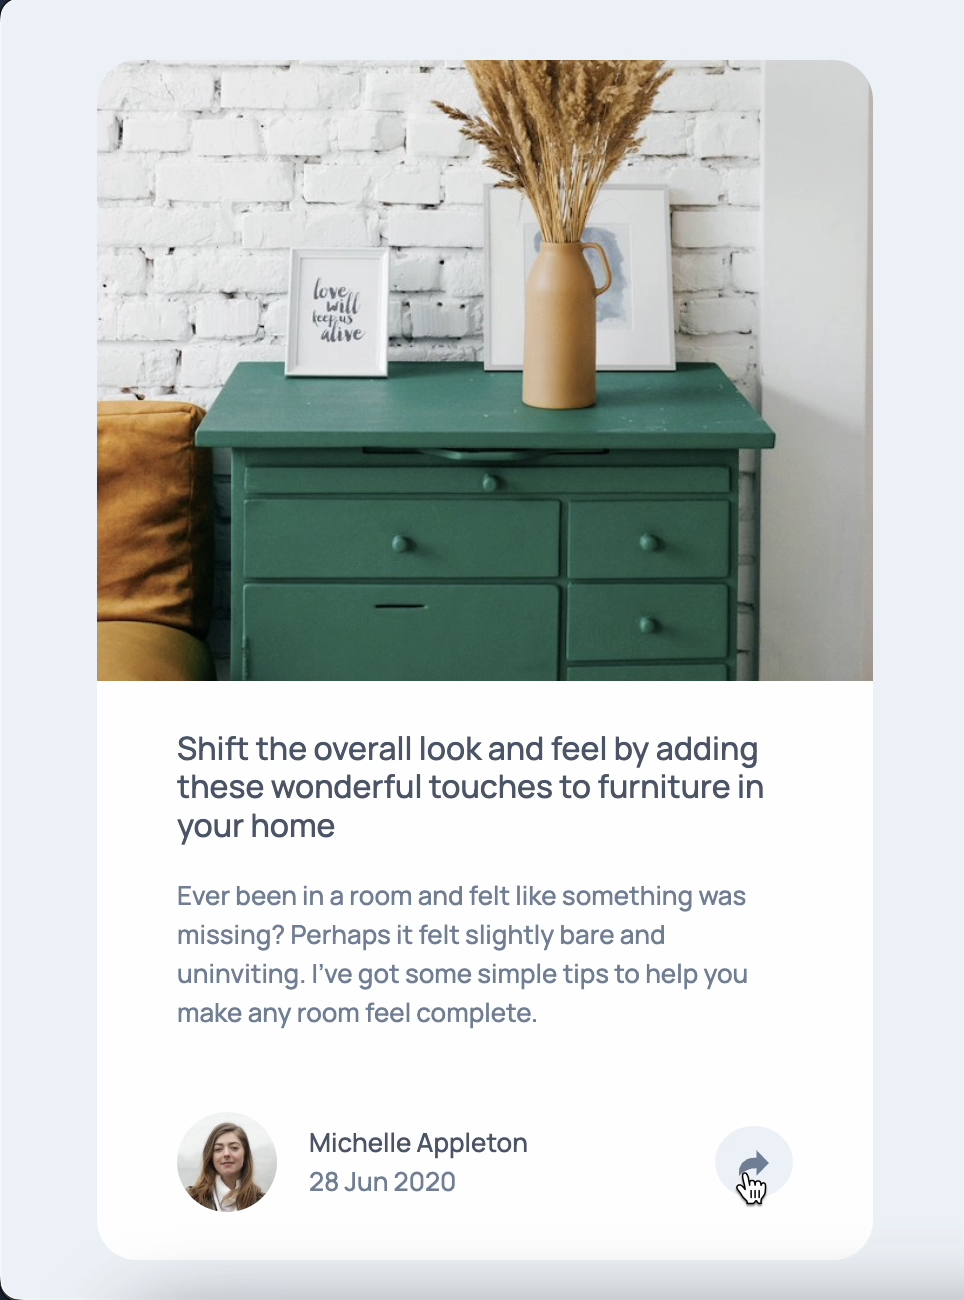 love
will
keep us
alive
Shift the overall look and feel by adding
these wonderful touches to furniture in
your home
Ever been in a room and felt like something was
missing? Perhaps it felt slightly bare and
uninviting. I’ve got some simple tips to help you
make any room feel complete.
Michelle Appleton
28 Jun 2020